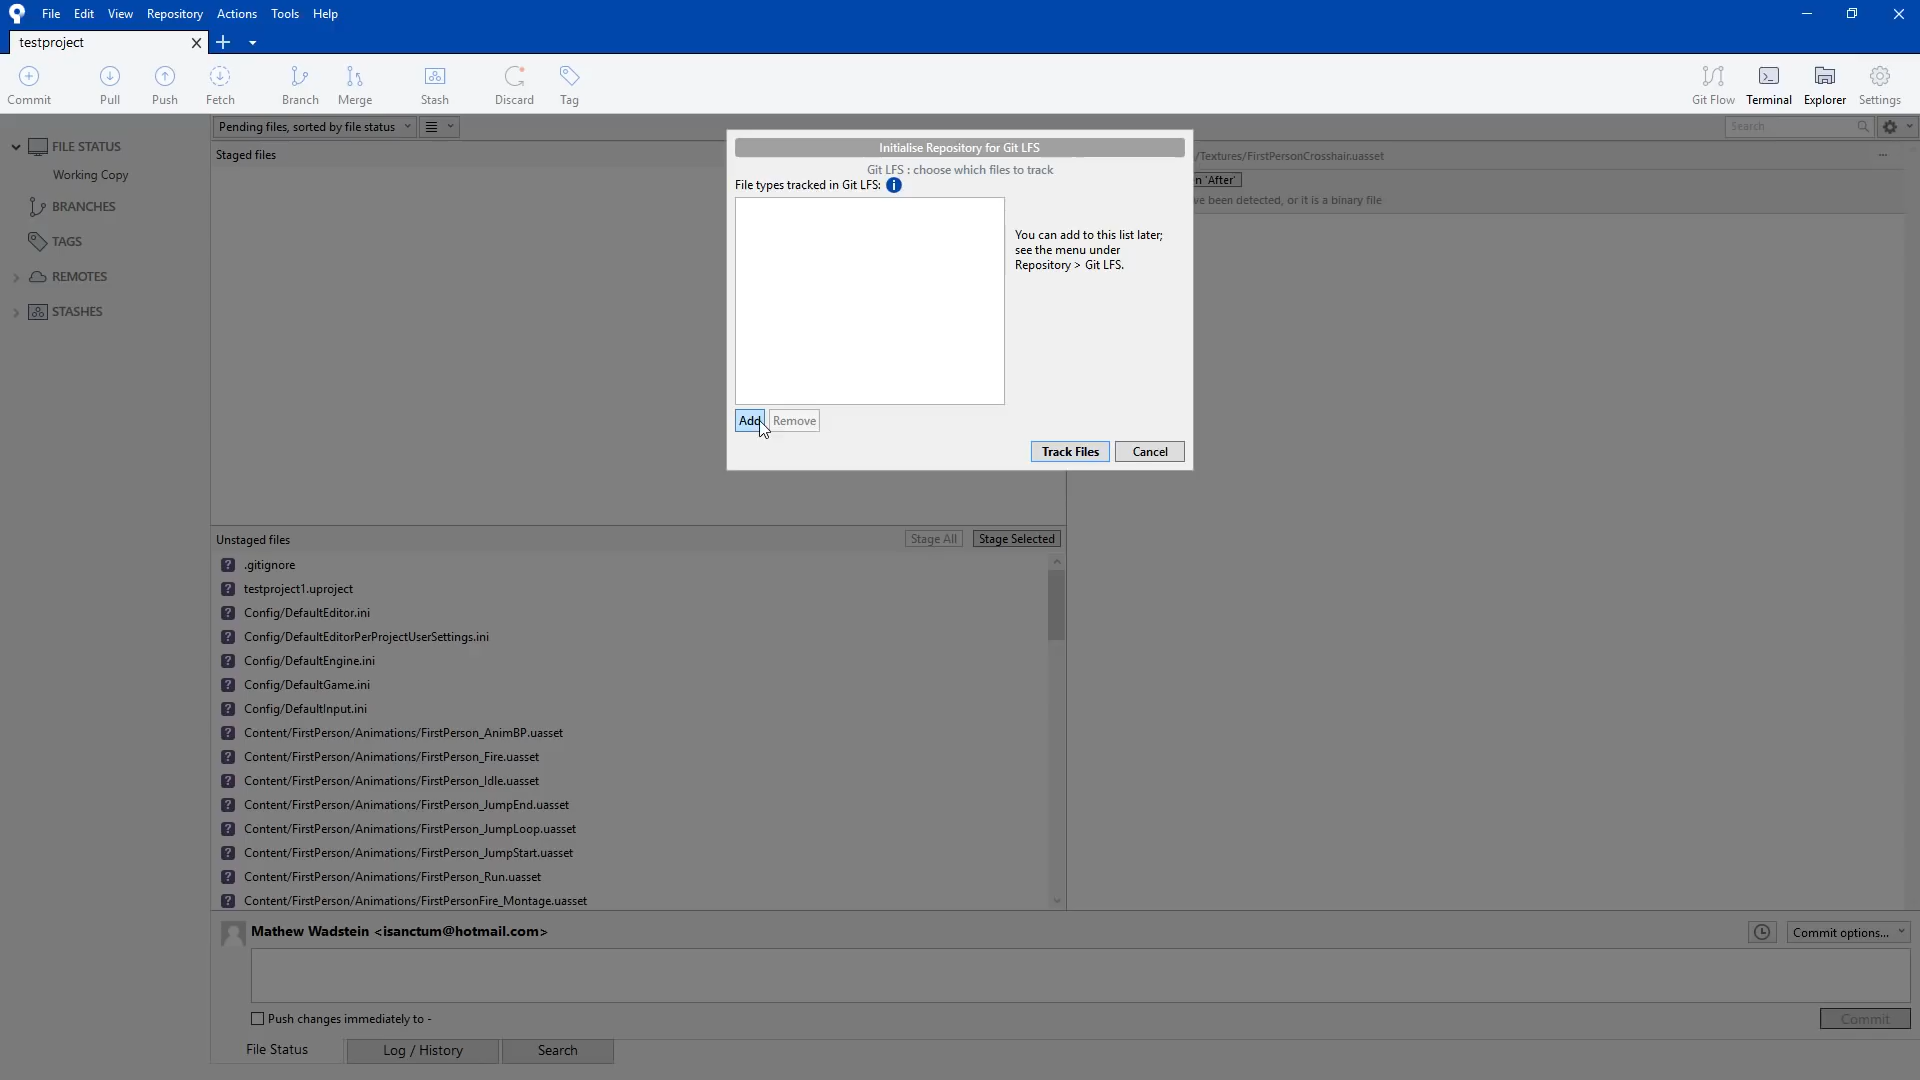 File Edit View Repository Actions Tools Help
testproject
Commit Pull Push Fetch Branch Merge Stash Discard Tag Git Flow Terminal Explorer Settings
Pending files, sorted by file status
Search
FILE STATUS
Working Copy
BRANCHES
TAGS
REMOTES
STASHES
Staged files
Initialise Repository for Git LFS
Git LFS : choose which files to track
File types tracked in Git LFS:
You can add to this list later;
see the menu under
Repository > Git LFS.
Add Remove
Track Files Cancel
/Textures/FirstPersonCrosshair.uasset
n 'After'
ve been detected, or it is a binary file
Unstaged files Stage All Stage Selected
.gitignore
testproject1.uproject
Config/DefaultEditor.ini
Config/DefaultEditorPerProjectUserSettings.ini
Config/DefaultEngine.ini
Config/DefaultGame.ini
Config/DefaultInput.ini
Content/FirstPerson/Animations/FirstPerson_AnimBP.uasset
Content/FirstPerson/Animations/FirstPerson_Fire.uasset
Content/FirstPerson/Animations/FirstPerson_Idle.uasset
Content/FirstPerson/Animations/FirstPerson_JumpEnd.uasset
Content/FirstPerson/Animations/FirstPerson_JumpLoop.uasset
Content/FirstPerson/Animations/FirstPerson_JumpStart.uasset
Content/FirstPerson/Animations/FirstPerson_Run.uasset
Content/FirstPerson/Animations/FirstPersonFire_Montage.uasset
Mathew Wadstein <isanctum@hotmail.com>
Commit options...
Push changes immediately to -
Commit
File Status Log / History Search